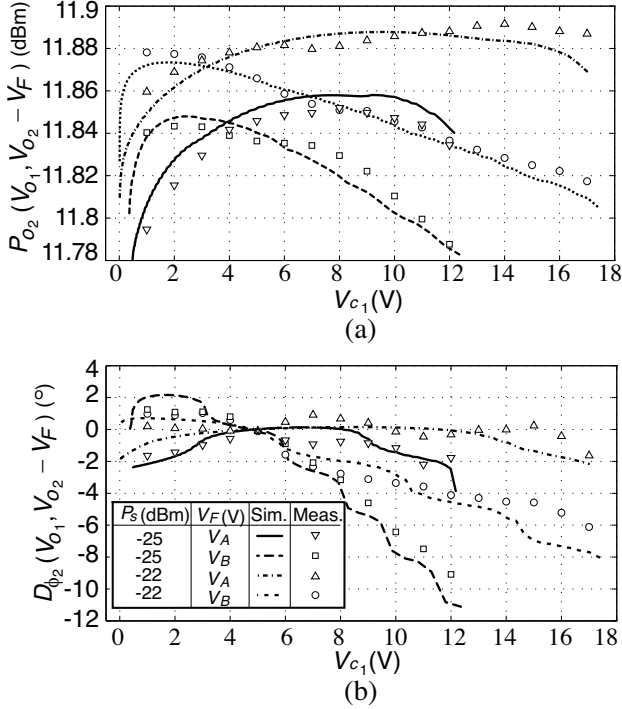 P_{O_2} (V_{O_1}, V_{O_2} − V_F) (dBm)
11.9
11.88
11.86
11.84
11.82
11.8
11.78
0 2 4 6 8 10 12 14 16 18
V_{c_1} (V)
(a)
D_{ϕ_2} (V_{O_1}, V_{O_2} − V_F) (°)
4
2
0
-2
-4
-6
-8
-10
-12
P_S (dBm) V_F (V) Sim. Meas.
-25 V_A
-25 V_B
-22 V_A
-22 V_B
0 2 4 6 8 10 12 14 16 18
V_{c_1} (V)
(b)